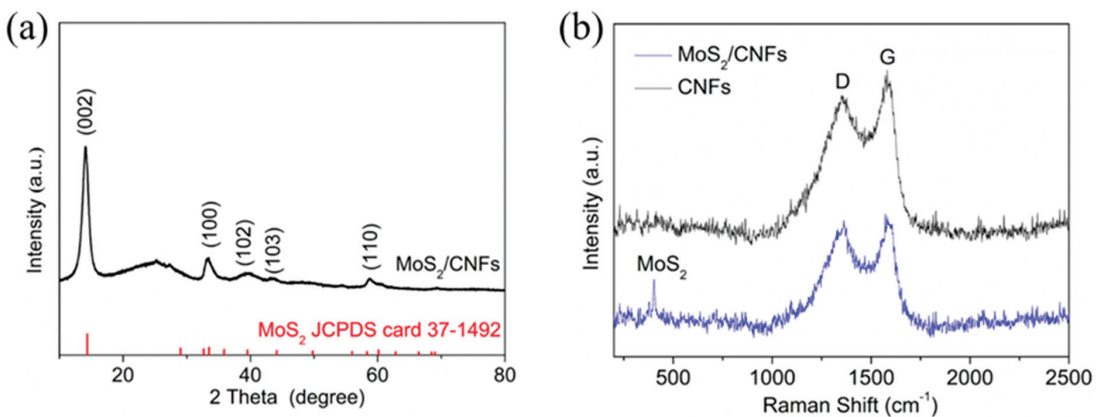 (a)
(002)
(100)
(102)
(103)
(110)
MoS2/CNFs
MoS2 JCPDS card 37-1492
Intensity (a.u.)
20 40 60 80
2 Theta (degree)
(b)
MoS2/CNFs
CNFs
D
G
MoS2
Intensity (a.u.)
500 1000 1500 2000 2500
Raman Shift (cm-1)